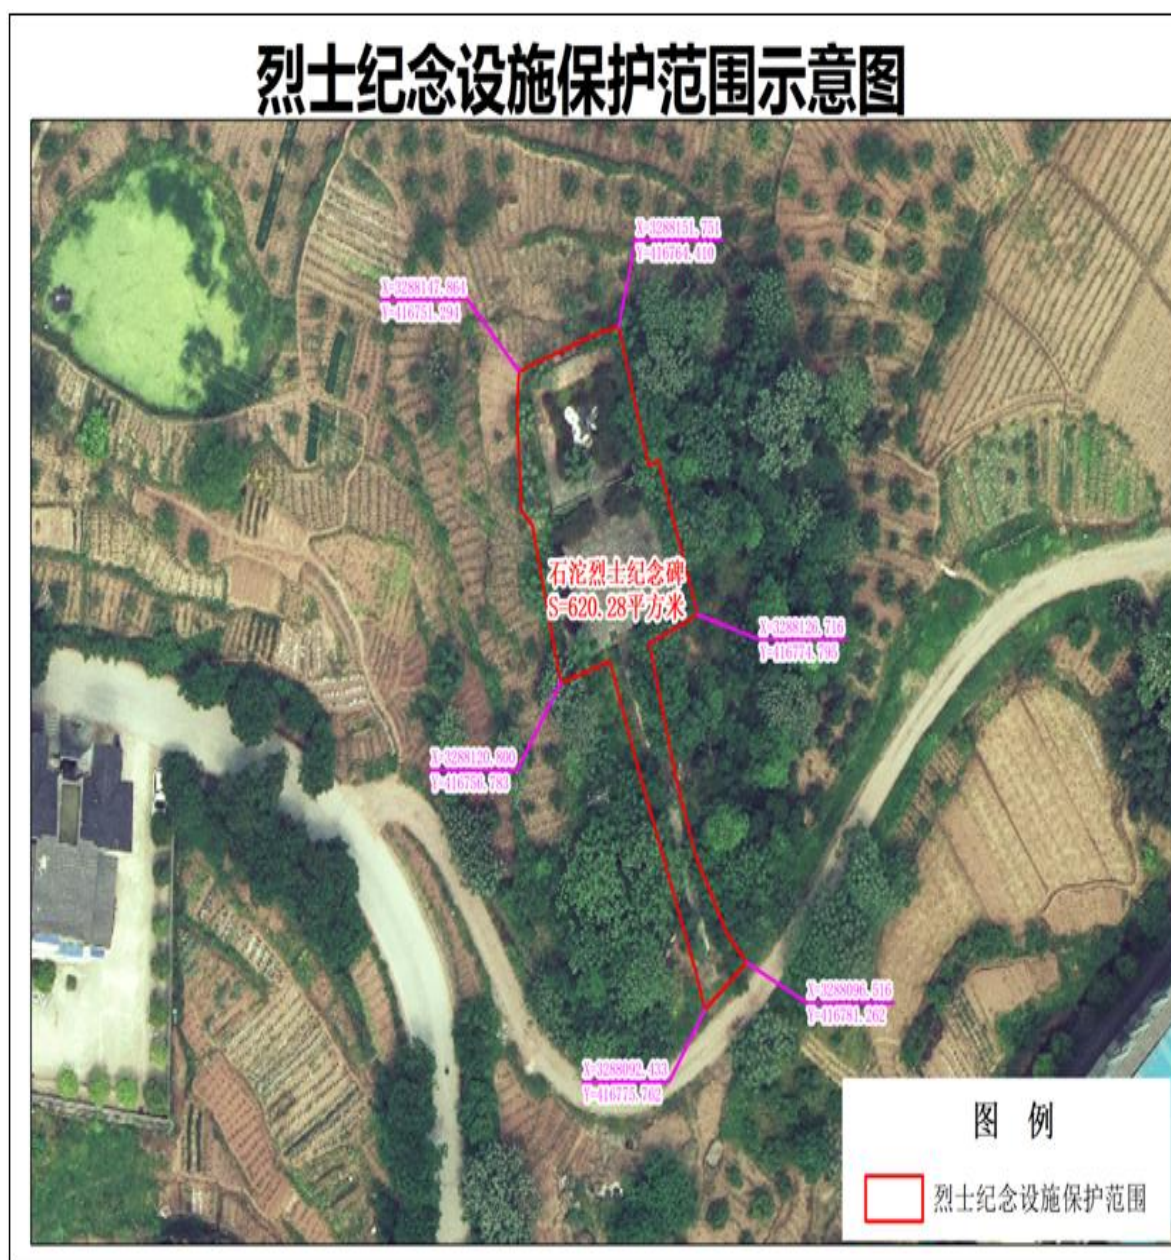 烈士纪念设施保护范围示意图
X=3288151.751
Y=416764.410
X=3288147.864
Y=416751.294
石沱烈士纪念碑
S=620.28平方米
X=3288126.716
Y=416774.793
X=3288120.800
Y=416756.783
X=3288096.516
Y=416781.262
X=3288092.433
Y=416775.762
图 例
烈士纪念设施保护范围